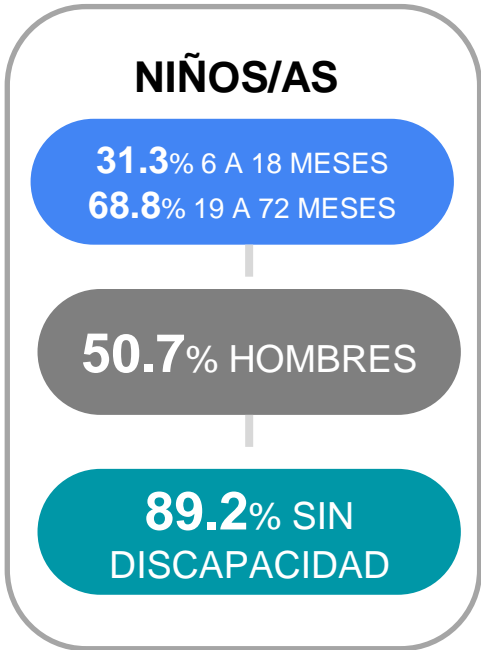 NIÑOS/AS
31.3% 6 A 18 MESES
68.8% 19 A 72 MESES
50.7% HOMBRES
89.2% SIN
DISCAPACIDAD